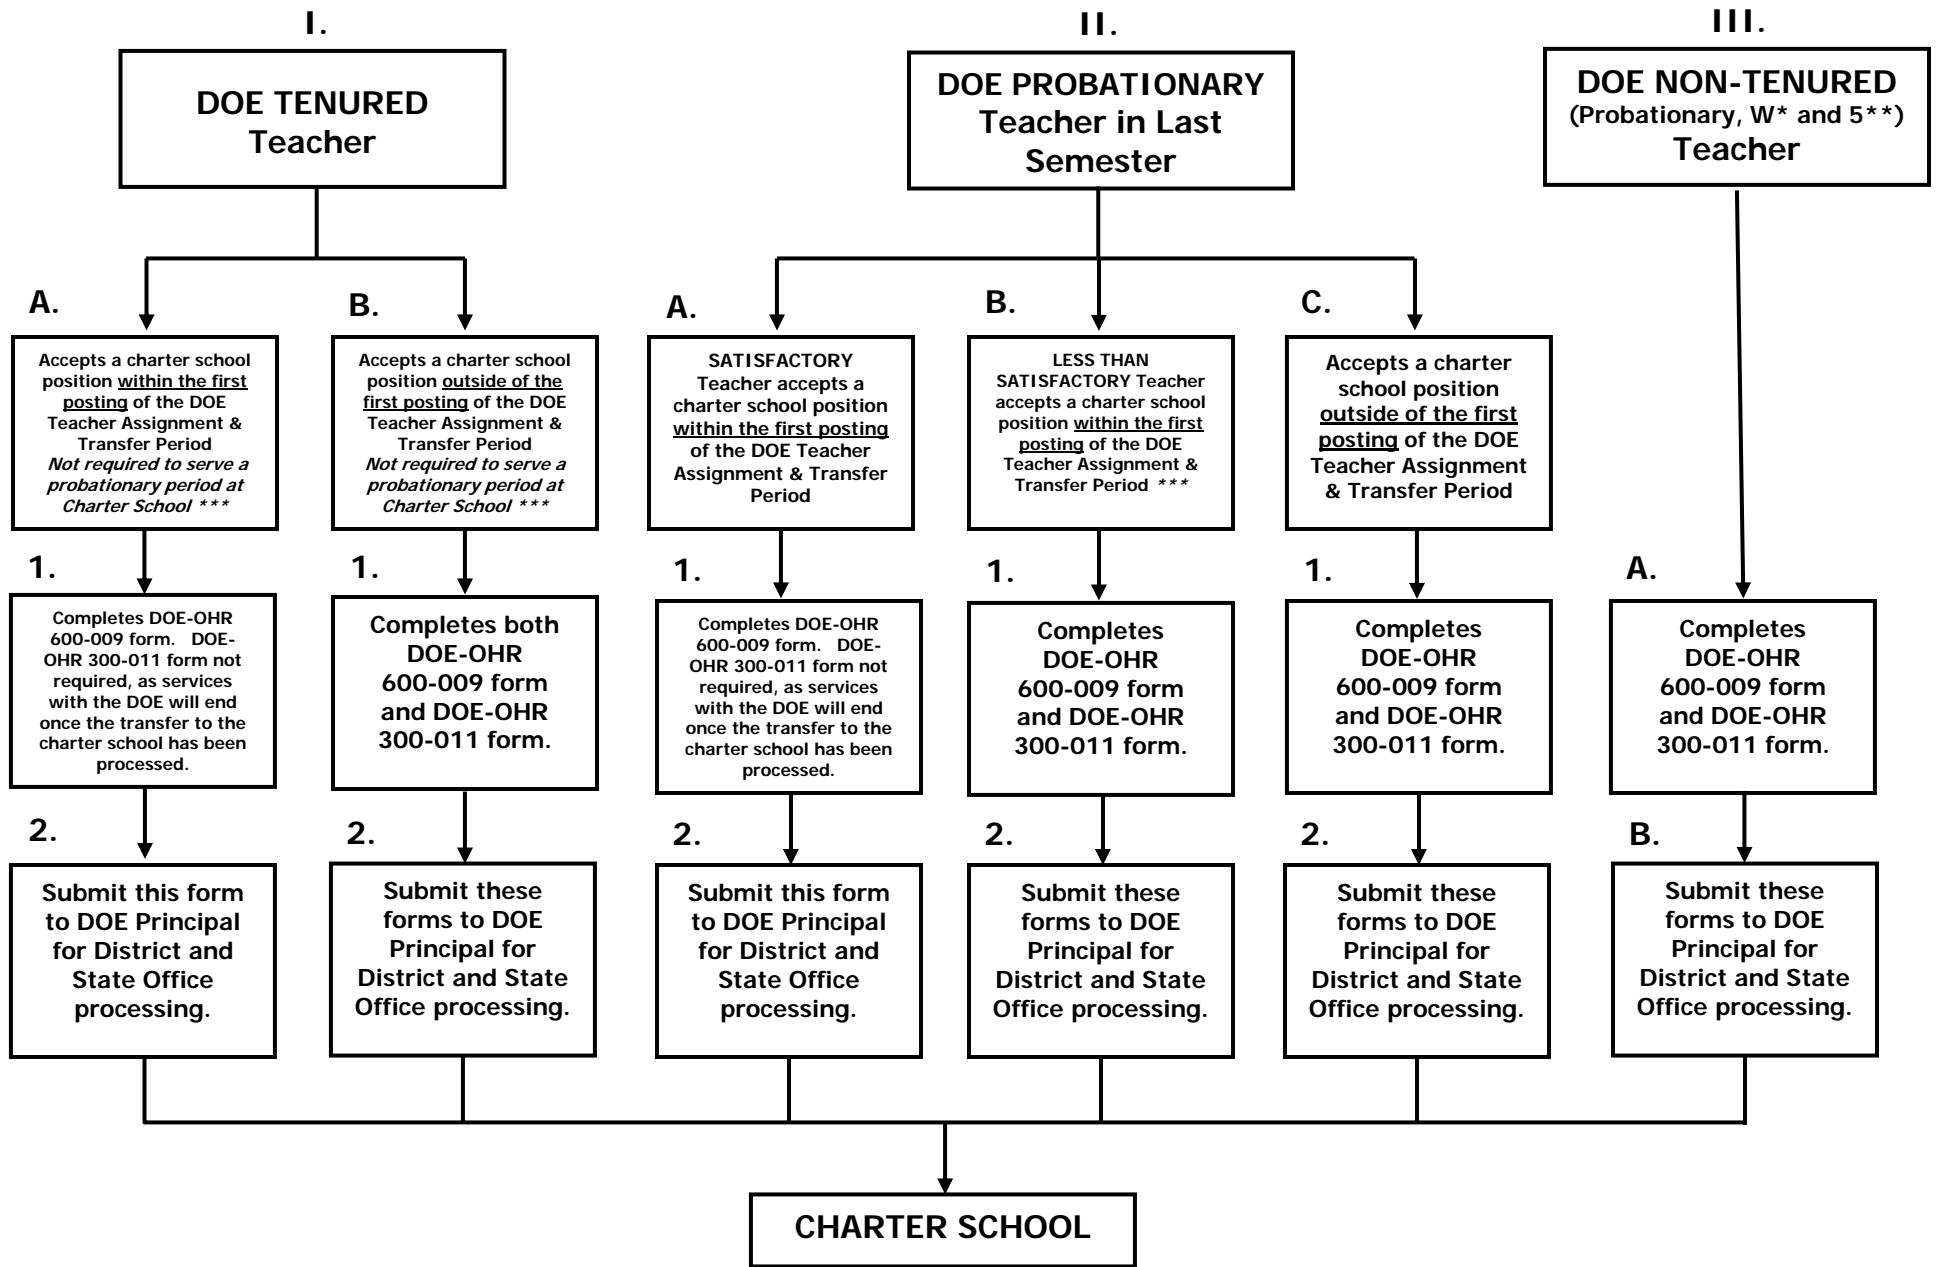 I.
DOE TENURED
Teacher
II.
DOE PROBATIONARY
Teacher in Last
Semester
III.
DOE NON-TENURED
(Probationary, W* and 5**)
Teacher
A.
Accepts a charter school
position within the first
posting of the DOE
Teacher Assignment &
Transfer Period
Not required to serve a
probationary period at
Charter School ***
B.
Accepts a charter school
position outside of the
first posting of the DOE
Teacher Assignment &
Transfer Period
Not required to serve a
probationary period at
Charter School ***
A.
SATISFACTORY
Teacher accepts a
charter school position
within the first posting
of the DOE Teacher
Assignment & Transfer
Period
B.
LESS THAN
SATISFACTORY Teacher
accepts a charter school
position within the first
posting of the DOE
Teacher Assignment &
Transfer Period ***
C.
Accepts a charter
school position
outside of the first
posting of the DOE
Teacher Assignment
& Transfer Period
1.
Completes DOE-OHR
600-009 form. DOE-
OHR 300-011 form not
required, as services
with the DOE will end
once the transfer to the
charter school has been
processed.
1.
Completes both
DOE-OHR
600-009 form
and DOE-OHR
300-011 form.
1.
Completes DOE-OHR
600-009 form. DOE-
OHR 300-011 form not
required, as services
with the DOE will end
once the transfer to the
charter school has been
processed.
1.
Completes
DOE-OHR
600-009 form
and DOE-OHR
300-011 form.
1.
Completes
DOE-OHR
600-009 form
and DOE-OHR
300-011 form.
A.
Completes
DOE-OHR
600-009 form
and DOE-OHR
300-011 form.
2.
Submit this form
to DOE Principal
for District and
State Office
processing.
2.
Submit these
forms to DOE
Principal for
District and State
Office processing.
2.
Submit this form
to DOE Principal
for District and
State Office
processing.
2.
Submit these
forms to DOE
Principal for
District and State
Office processing.
2.
Submit these
forms to DOE
Principal for
District and State
Office processing.
B.
Submit these
forms to DOE
Principal for
District and State
Office processing.
CHARTER SCHOOL